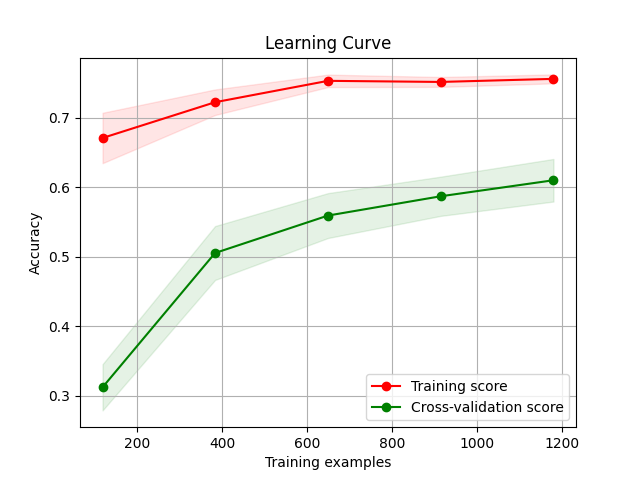 Learning Curve
0.7
0.6
0.5
0.4
0.3
Accuracy
200
400
600
800
1000
1200
Training examples
Training score
Cross-validation score